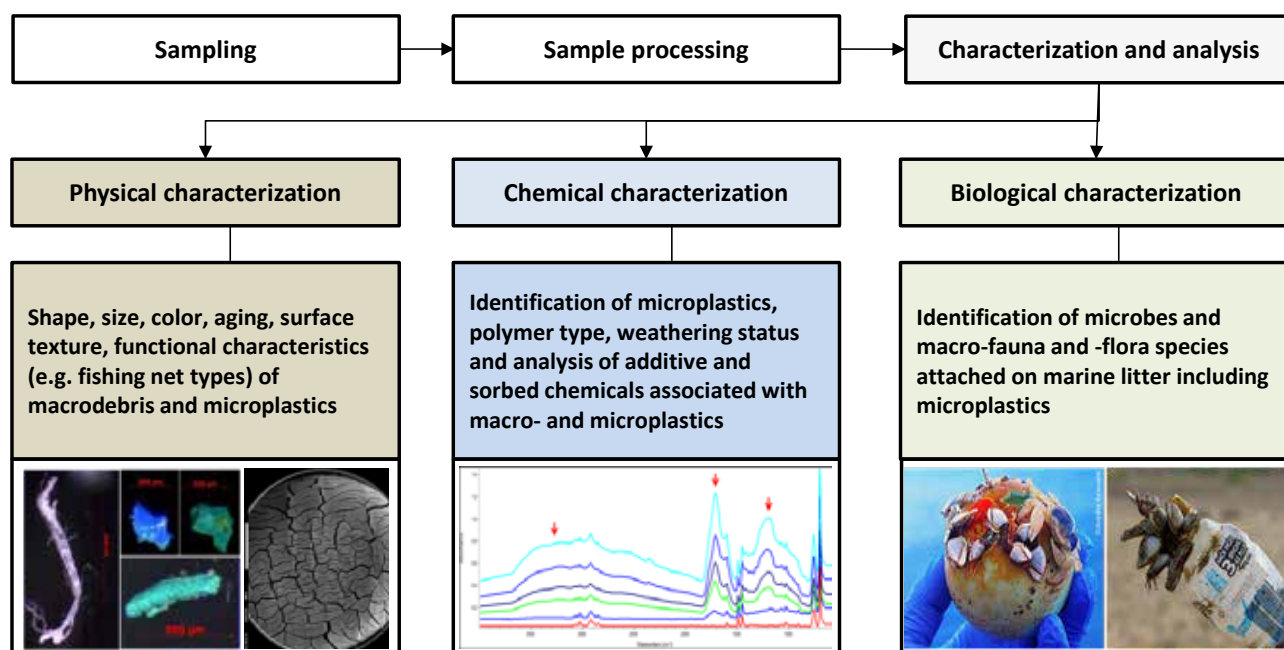 Sampling
Sample processing
Characterization and analysis
Physical characterization
Chemical characterization
Biological characterization
Shape, size, color, aging, surface
texture, functional characteristics
(e.g. fishing net types) of
macrodebris and microplastics
Identification of microplastics,
polymer type, weathering status
and analysis of additive and
sorbed chemicals associated with
macro- and microplastics
Identification of microbes and
macro-fauna and -flora species
attached on marine litter including
microplastics